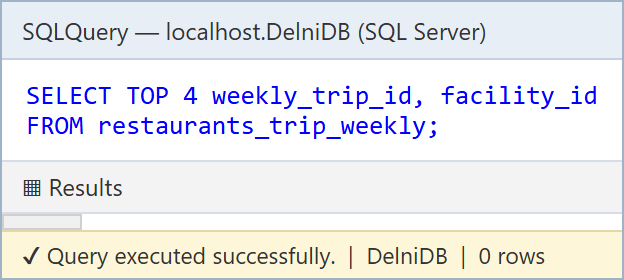 SQLQuery — localhost.DelniDB (SQL Server)
SELECT TOP 4 weekly_trip_id, facility_id
FROM restaurants_trip_weekly;
▦ Results
✔ Query executed successfully. | DelniDB | 0 rows